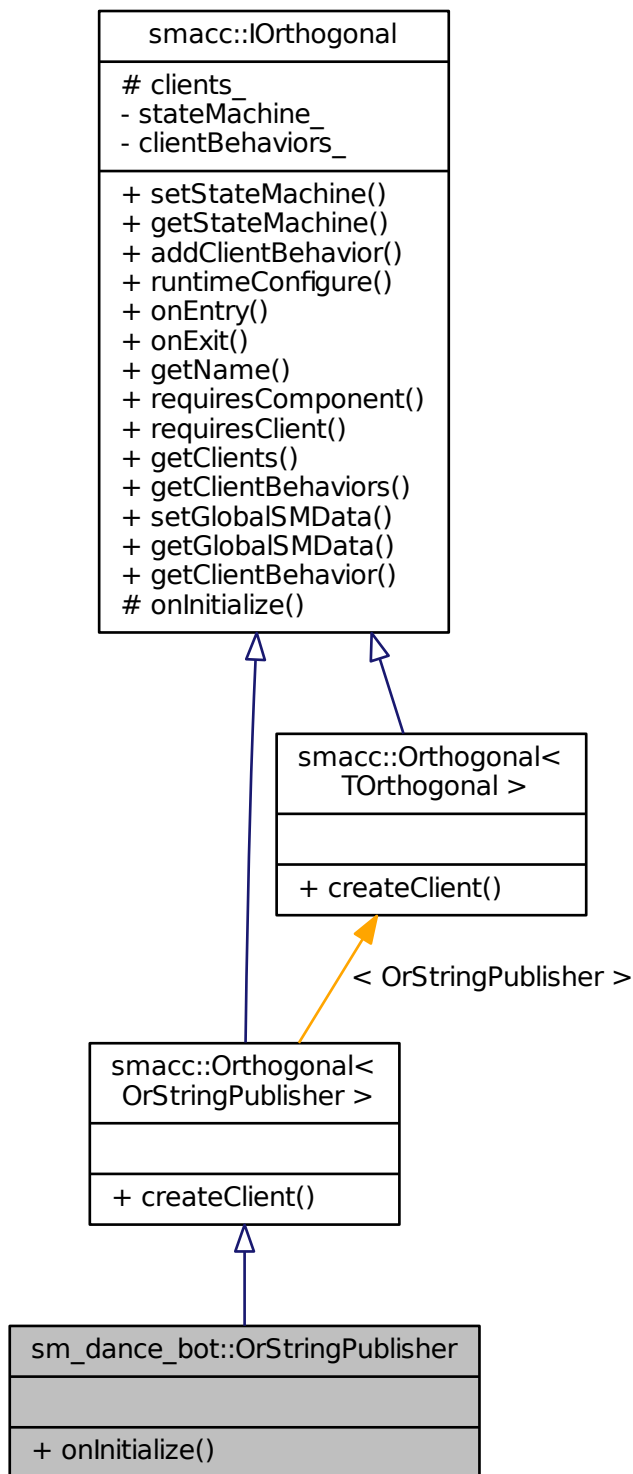 smacc::IOrthogonal
# clients_
- stateMachine_
- clientBehaviors_
+ setStateMachine()
+ getStateMachine()
+ addClientBehavior()
+ runtimeConfigure()
+ onEntry()
+ onExit()
+ getName()
+ requiresComponent()
+ requiresClient()
+ getClients()
+ getClientBehaviors()
+ setGlobalSMData()
+ getGlobalSMData()
+ getClientBehavior()
# onInitialize()
smacc::Orthogonal<
TOrthogonal >
+ createClient()
< OrStringPublisher >
smacc::Orthogonal<
OrStringPublisher >
+ createClient()
sm_dance_bot::OrStringPublisher
+ onInitialize()